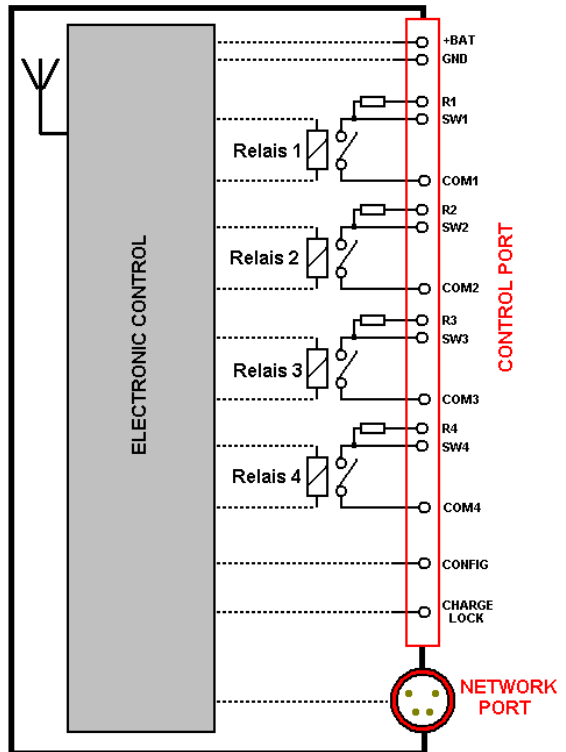 +BAT
GND
R1
SW1
Relais 1
COM1
R2
SW2
Relais 2
COM2
R3
SW3
Relais 3
COM3
R4
SW4
Relais 4
COM4
CONFIG
CHARGE
LOCK
ELECTRONIC CONTROL
CONTROL PORT
NETWORK
PORT